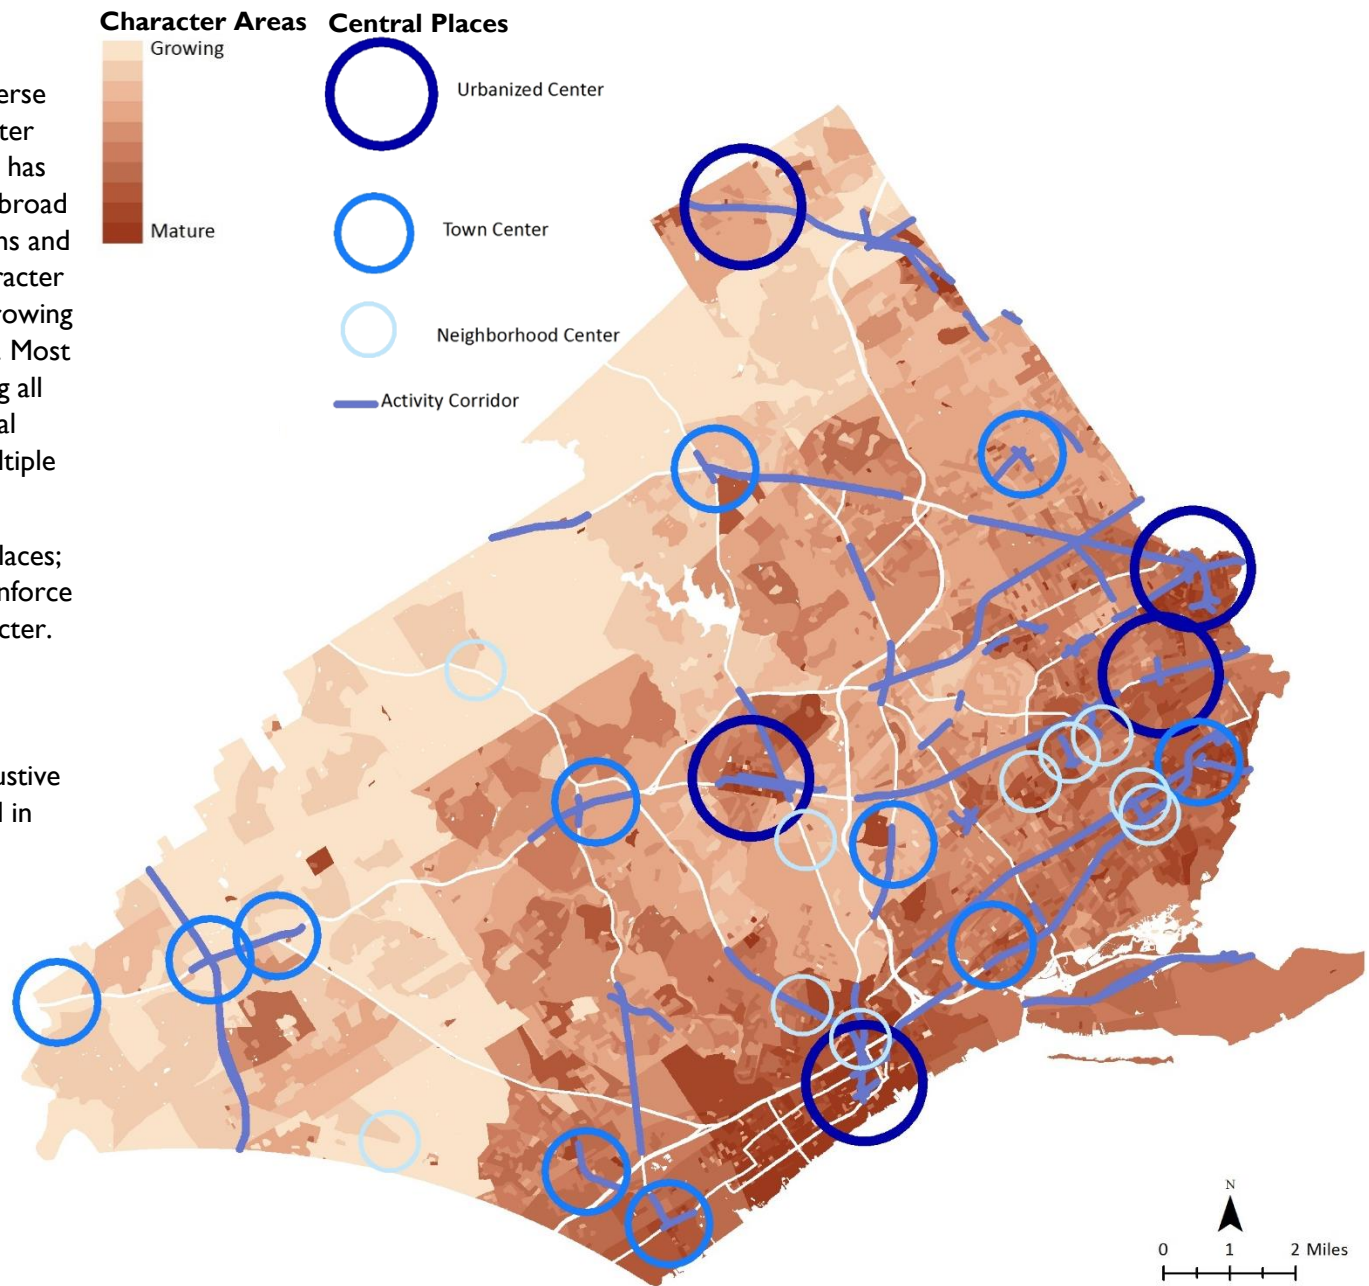 Character Areas
Growing
Mature
Central Places
Urbanized Center
Town Center
Neighborhood Center
Activity Corridor
erse
ter
has
broad
ns and
racter
rowing
Most
g all
al
ltiple
laces;
nforce
cter.
ustive
d in
N
0 1 2 Miles